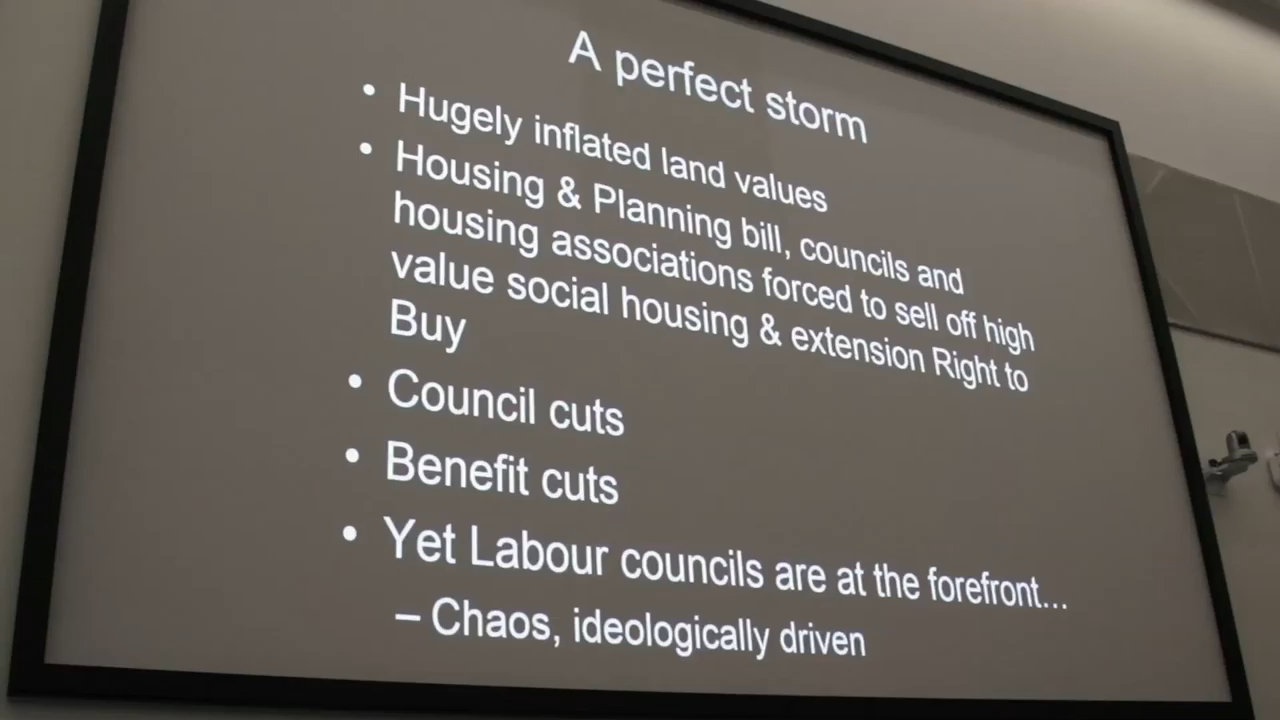 A perfect storm
• Hugely inflated land values
• Housing & Planning bill, councils and
housing associations forced to sell off high
value social housing & extension Right to
Buy
• Council cuts
• Benefit cuts
• Yet Labour councils are at the forefront...
– Chaos, ideologically driven